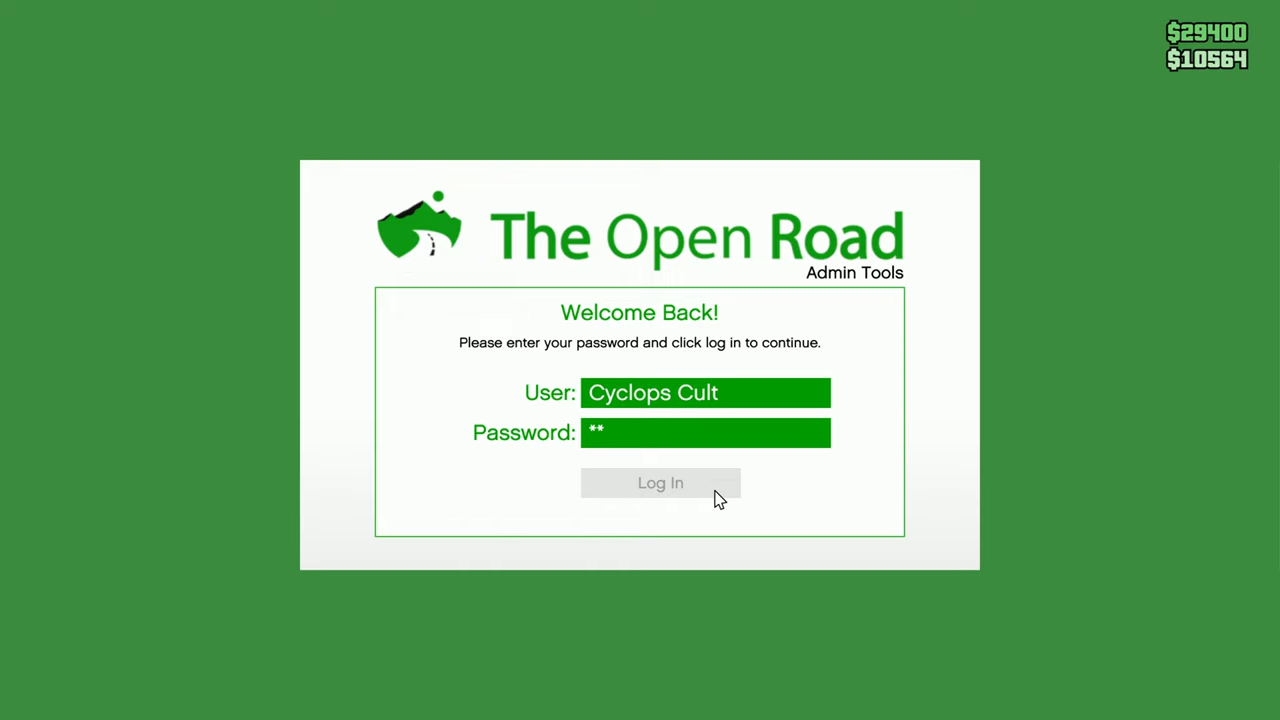 $29400
$10564
The Open Road
Admin Tools
Welcome Back!
Please enter your password and click log in to continue.
User: Cyclops Cult
Password: **
Log In